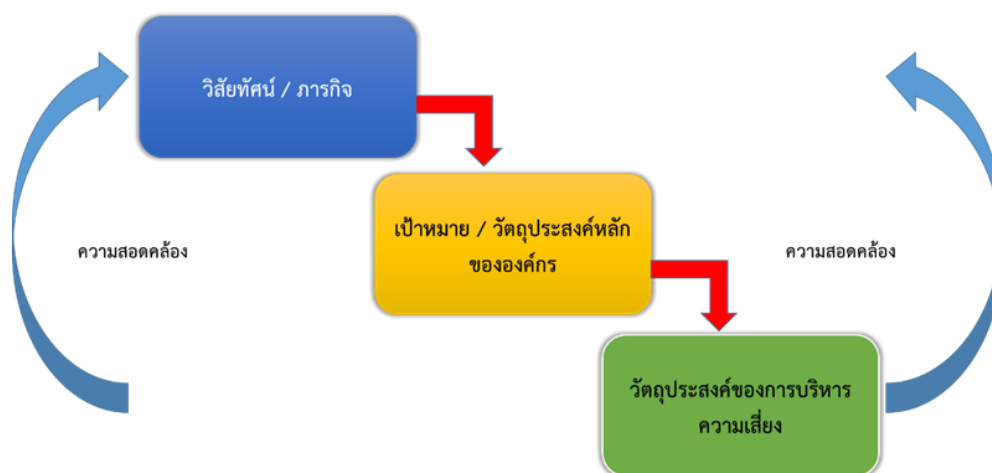 วิสัยทัศน์ / ภารกิจ
เป้าหมาย / วัตถุประสงค์หลัก
ขององค์กร
ความสอดคล้อง
ความสอดคล้อง
วัตถุประสงค์ของการบริหาร
ความเสี่ยง